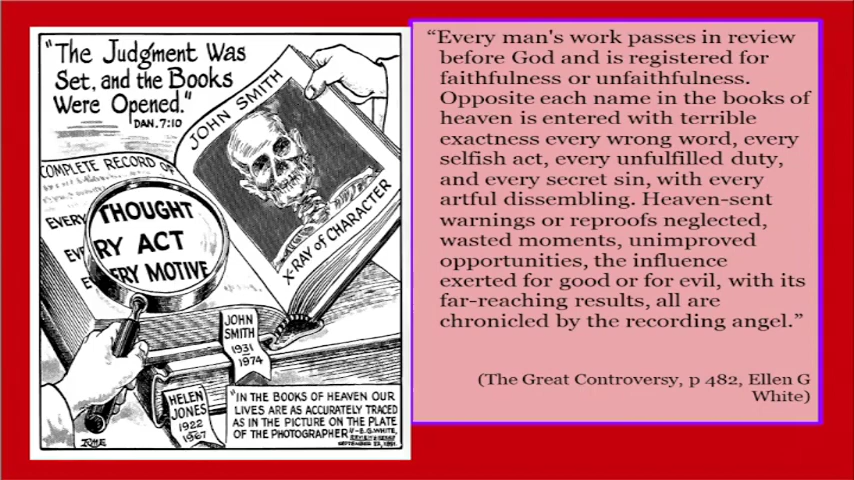 "The Judgment Was
Set, and the Books
Were Opened."
DAN. 7:10
JOHN SMITH
COMPLETE RECORD OF
EVERY THOUGHT
EVERY ACT
EVERY MOTIVE
X-RAY of CHARACTER
JOHN
SMITH
1931
1974
HELEN
JONES
1922
1967
"IN THE BOOKS OF HEAVEN OUR
LIVES ARE AS ACCURATELY TRACED
AS IN THE PICTURE ON THE PLATE
OF THE PHOTOGRAPHER"-E.G.WHITE,
“Every man's work passes in review
before God and is registered for
faithfulness or unfaithfulness.
Opposite each name in the books of
heaven is entered with terrible
exactness every wrong word, every
selfish act, every unfulfilled duty,
and every secret sin, with every
artful dissembling. Heaven-sent
warnings or reproofs neglected,
wasted moments, unimproved
opportunities, the influence
exerted for good or for evil, with its
far-reaching results, all are
chronicled by the recording angel.”
(The Great Controversy, p 482, Ellen G
White)